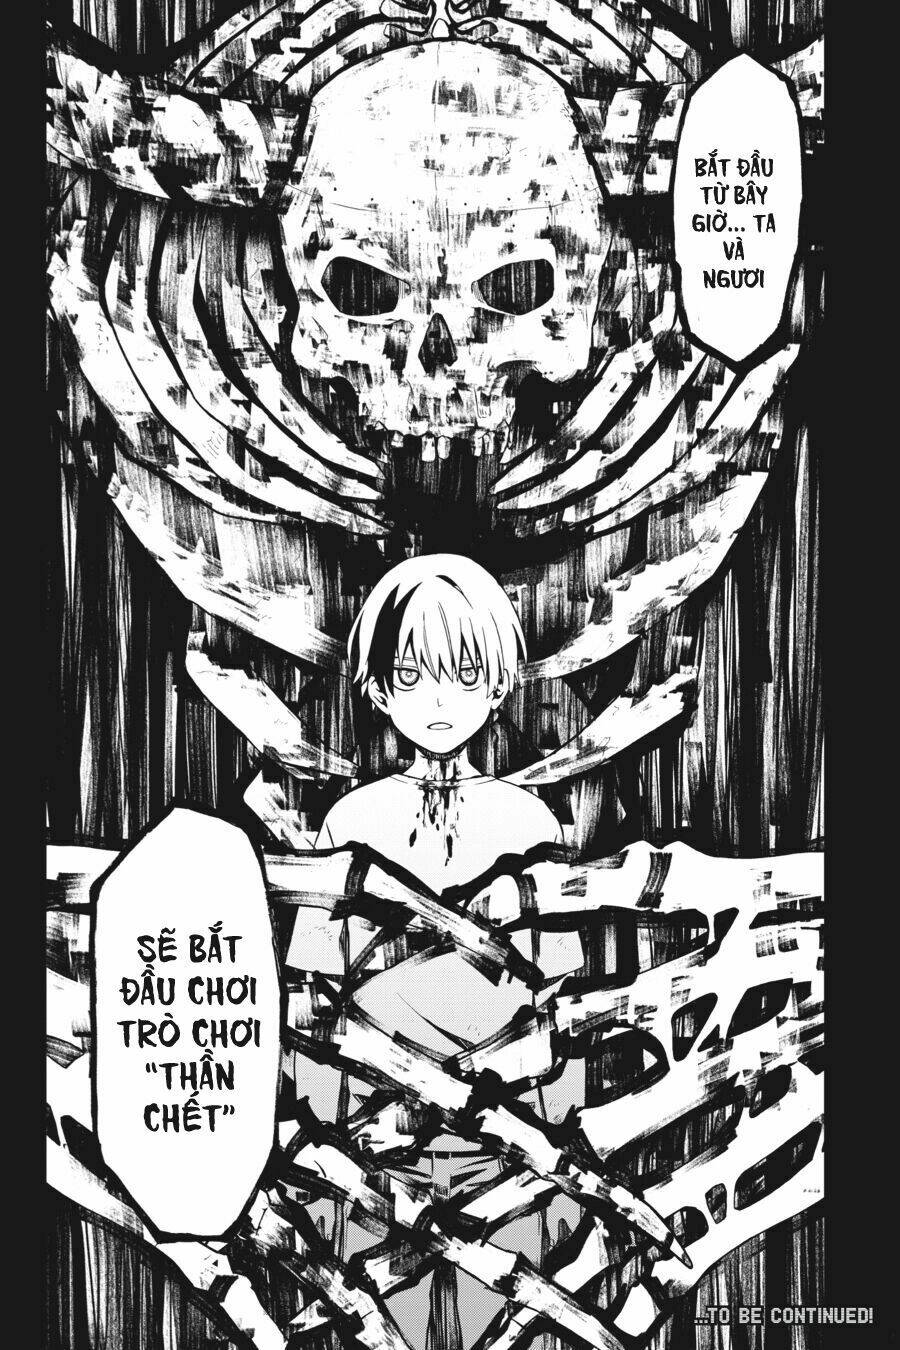 BẮT ĐẦU
TỪ BÂY
GIỜ... TA
VÀ
NGƯƠI
SẼ BẮT
ĐẦU CHƠI
TRÒ CHƠI
“THẦN
CHẾT”
...TO BE CONTINUED!